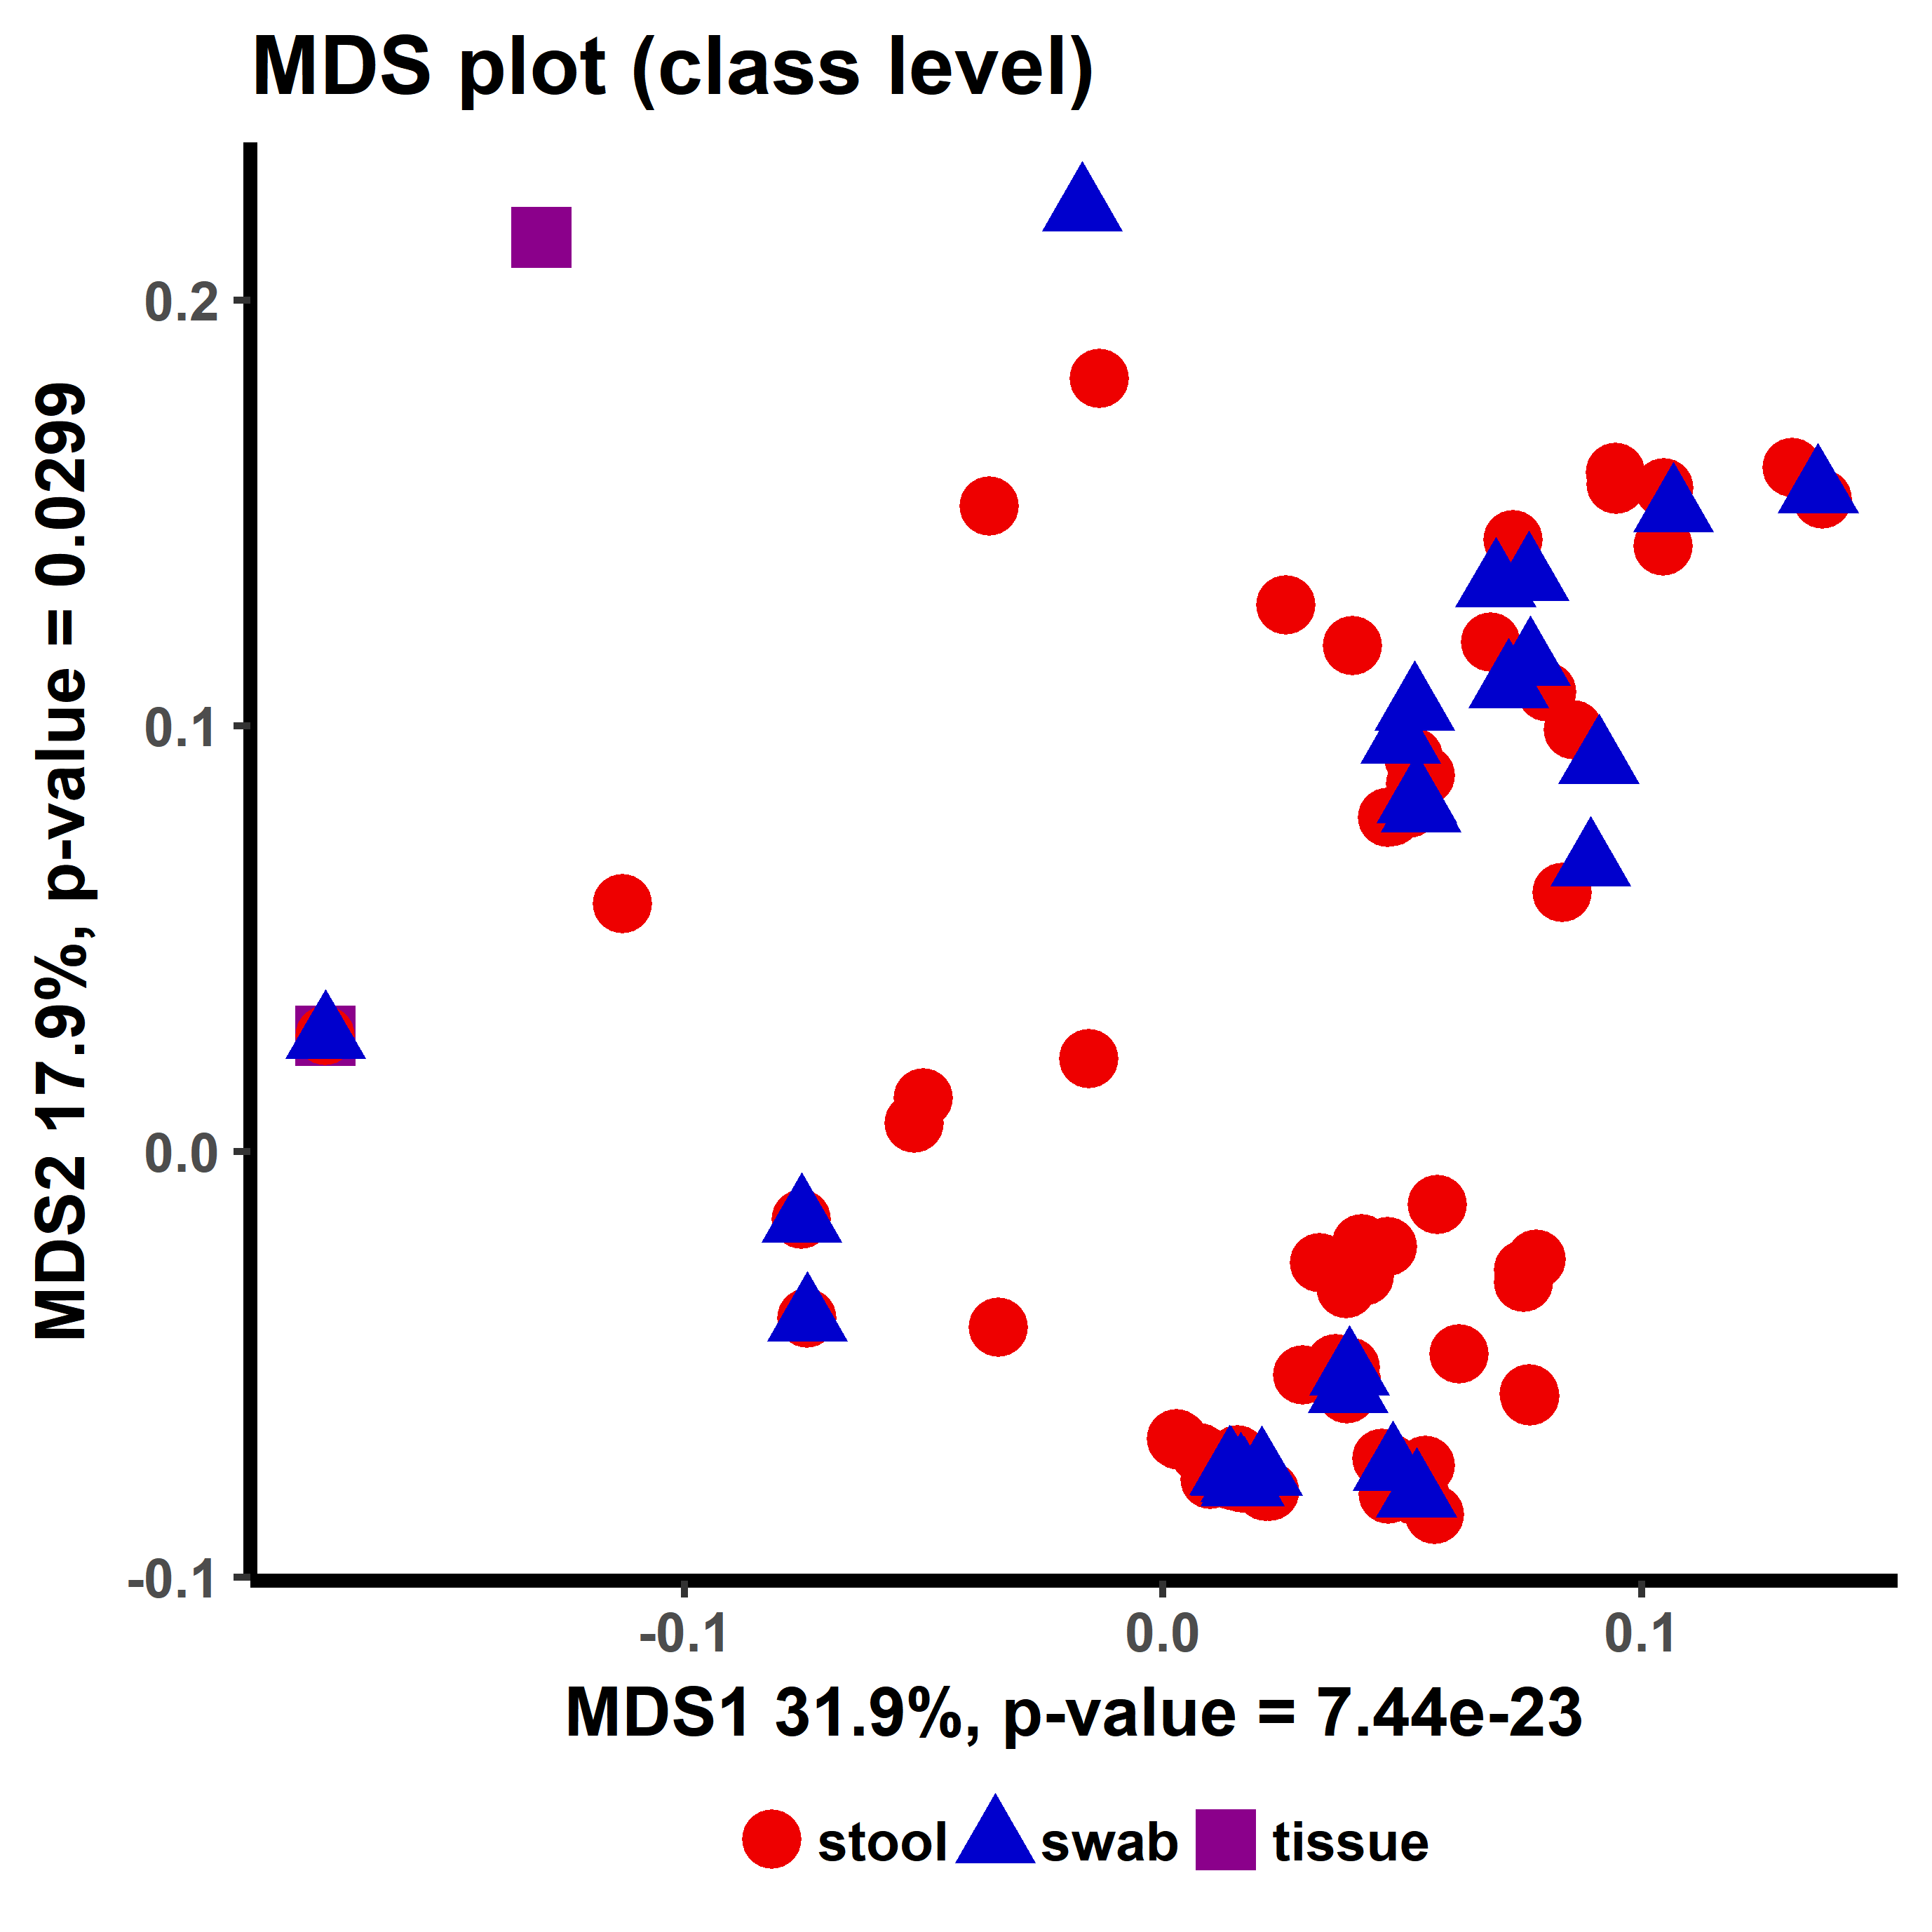 MDS plot (class level)
MDS2 17.9%, p-value = 0.0299
0.2
0.1
0.0
-0.1
-0.1 0.0 0.1
MDS1 31.9%, p-value = 7.44e-23
stool swab tissue